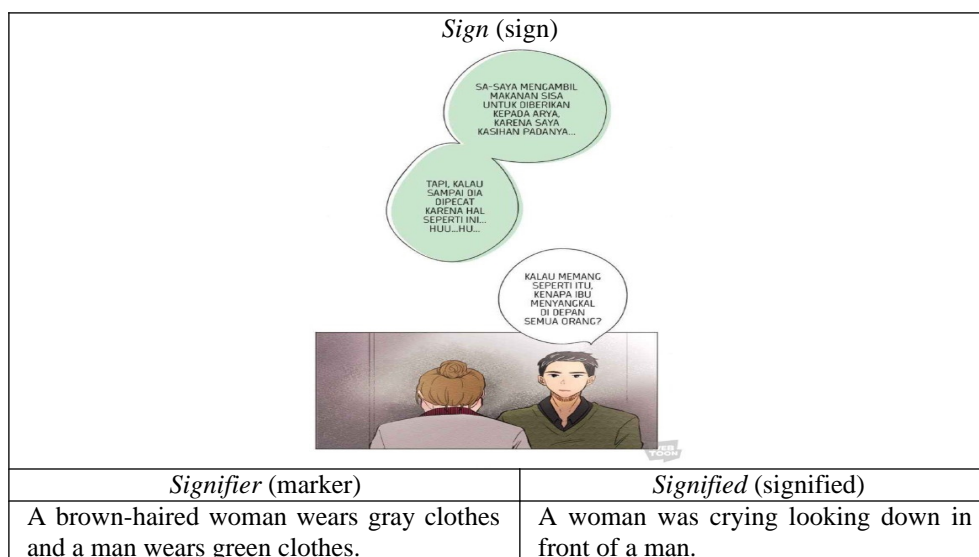 Sign (sign)
SA-SAYA MENGAMBIL
MAKANAN SISA
UNTUK DIBERIKAN
KEPADA ARYA,
KARENA SAYA
KASIHAN PADANYA...
TAPI, KALAU
SAMPAI DIA
DIPECAT
KARENA HAL
SEPERTI INI...
HUU...HU...
KALAU MEMANG
SEPERTI ITU,
KENAPA IBU
MENYANGKAL
DI DEPAN
SEMUA ORANG?
WEB
TOON
Signifier (marker)
Signified (signified)
A brown-haired woman wears gray clothes
and a man wears green clothes.
A woman was crying looking down in
front of a man.